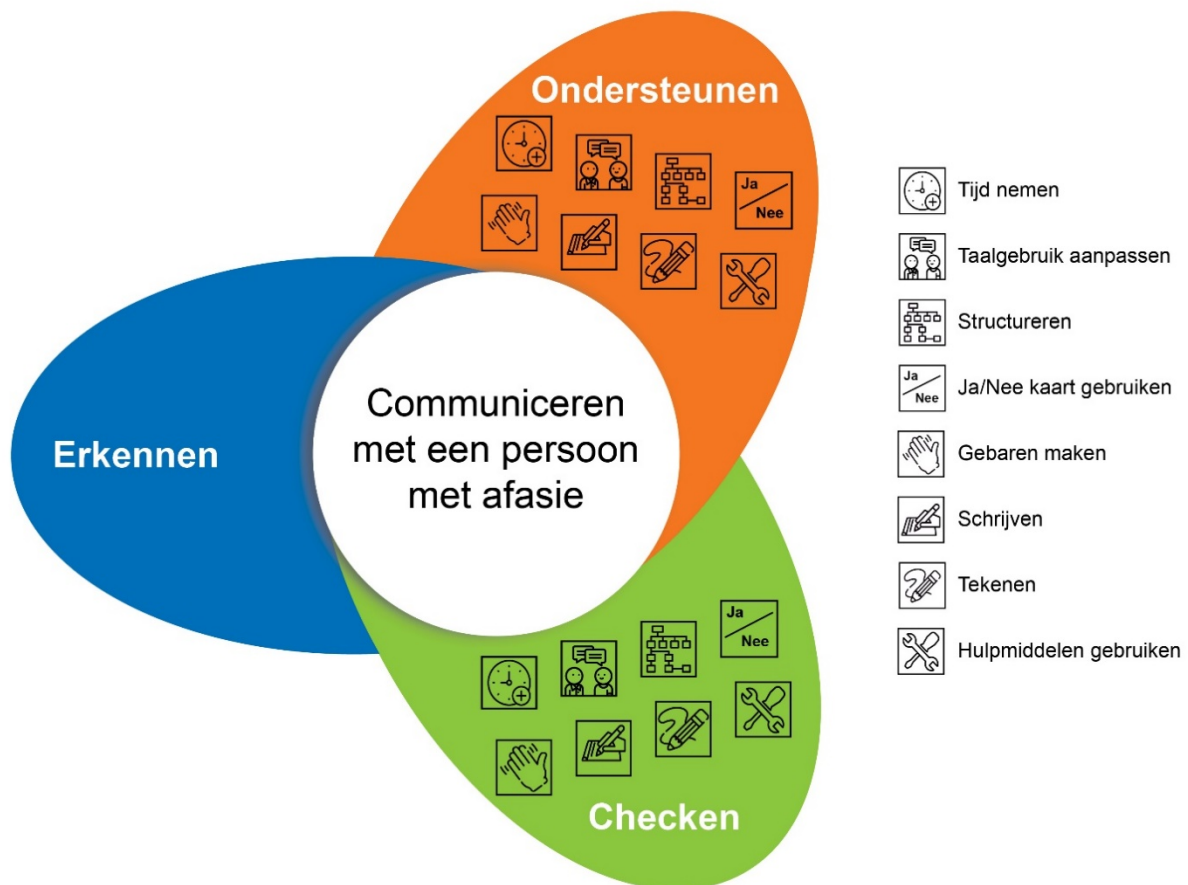 Ondersteunen
Ja
Nee
Erkennen
Communiceren
met een persoon
met afasie
Ja
Nee
Checken
Tijd nemen
Taalgebruik aanpassen
Structureren
Ja
Nee
Ja/Nee kaart gebruiken
Gebaren maken
Schrijven
Tekenen
Hulpmiddelen gebruiken